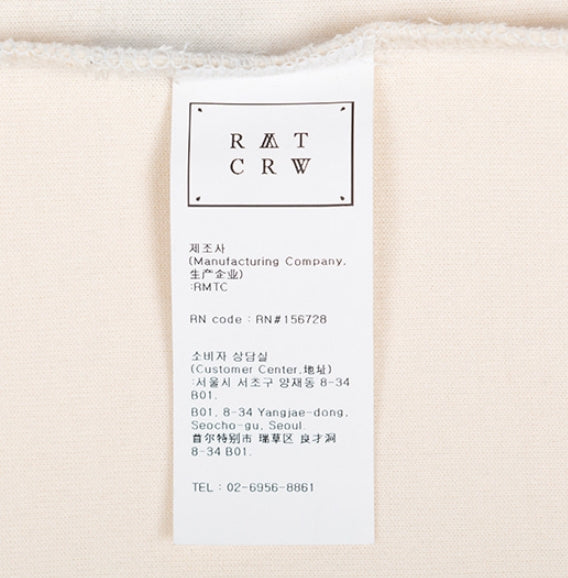 RMT
CRW
제조사
(Manufacturing Company,
生产企业)
:RMTC
RN code : RN#156728
소비자 상담실
(Customer Center,地址)
:서울시 서초구 양재동 8-34
B01.
B01, 8-34 Yangjae-dong,
Seocho-gu, Seoul.
首尔特别市 瑞草区 良才洞
8-34 B01.
TEL : 02-6956-8861